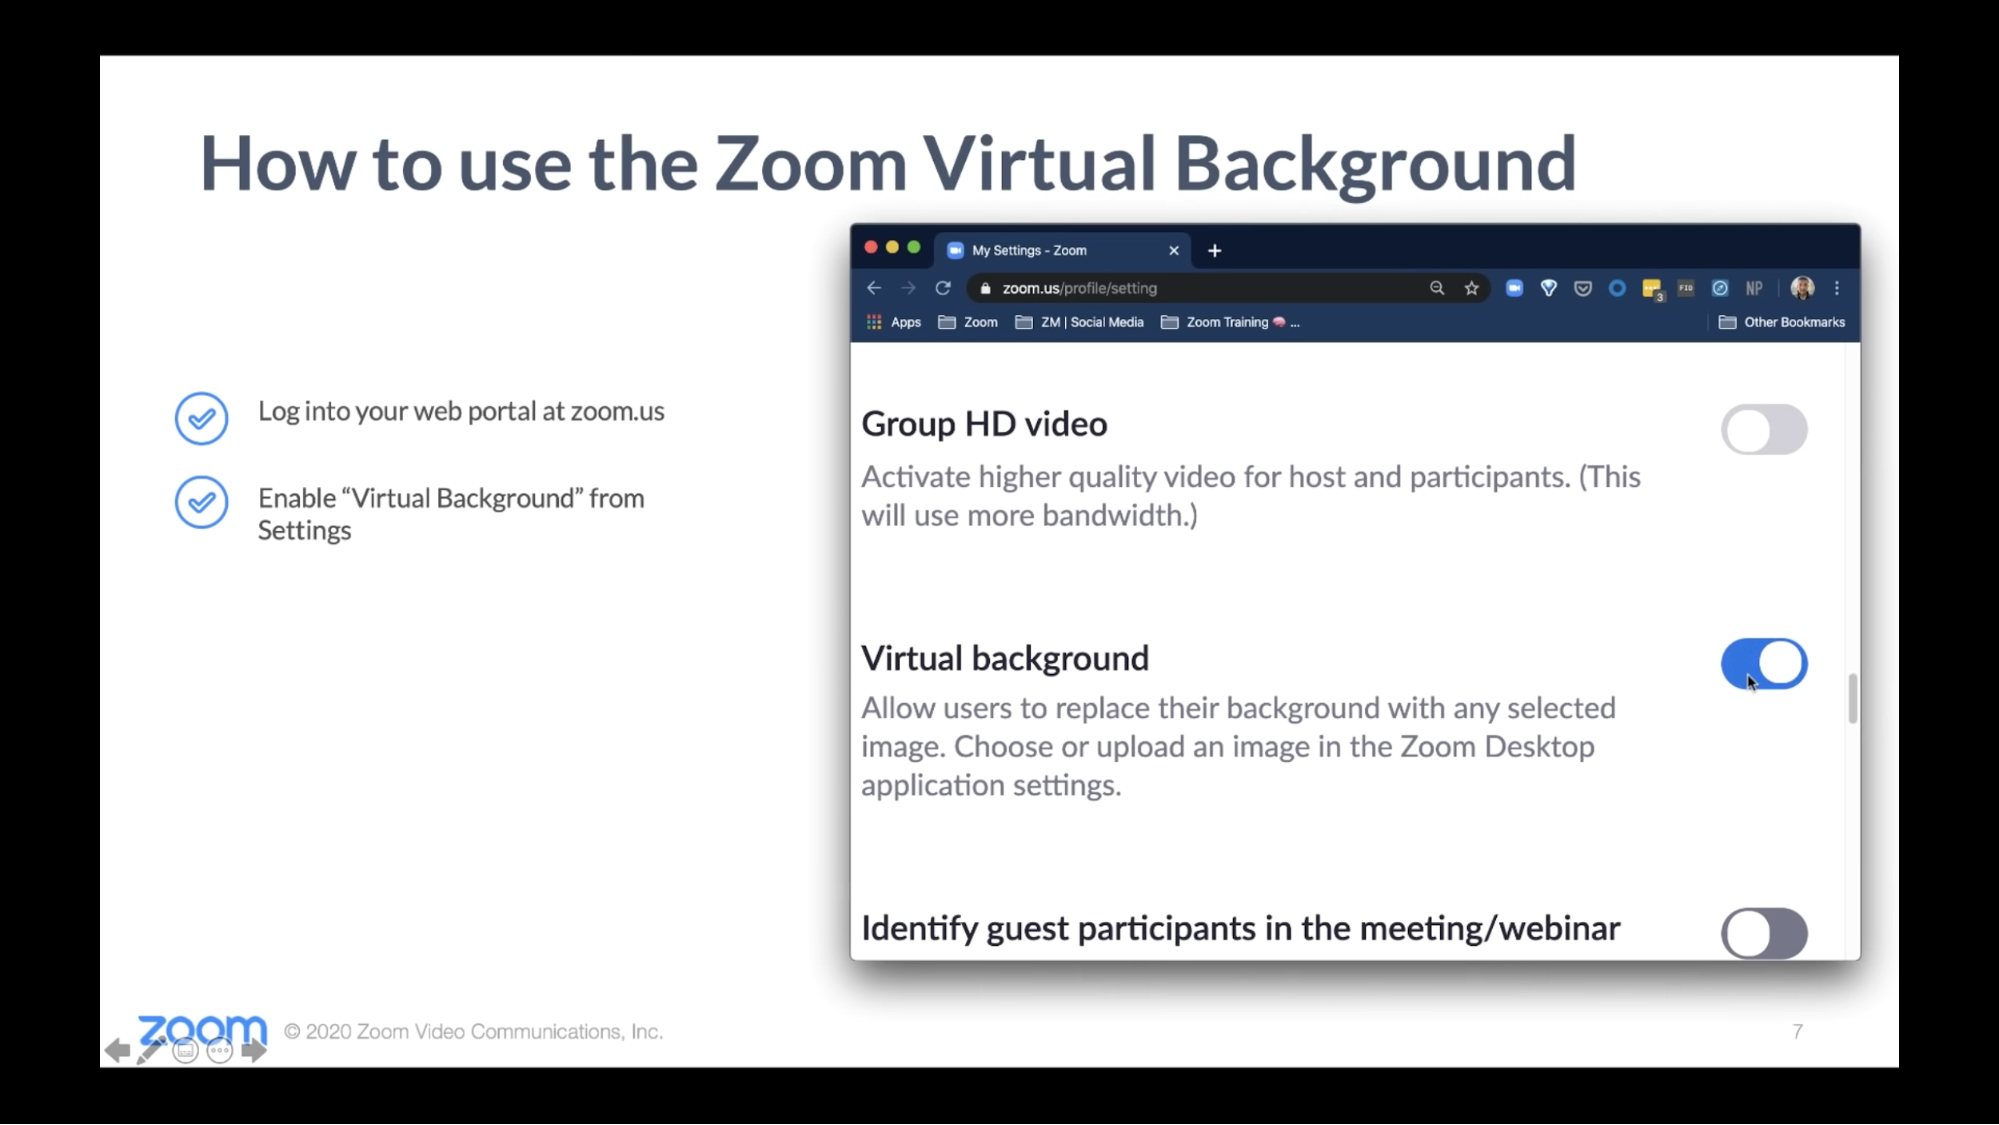 How to use the Zoom Virtual Background
Log into your web portal at zoom.us
Enable “Virtual Background” from
Settings
My Settings - Zoom
zoom.us/profile/setting
3
FIO
NP
Apps
Zoom
ZM | Social Media
Zoom Training 🧠 ...
Other Bookmarks
Group HD video
Activate higher quality video for host and participants. (This
will use more bandwidth.)
Virtual background
Allow users to replace their background with any selected
image. Choose or upload an image in the Zoom Desktop
application settings.
Identify guest participants in the meeting/webinar
zoom
© 2020 Zoom Video Communications, Inc.
7